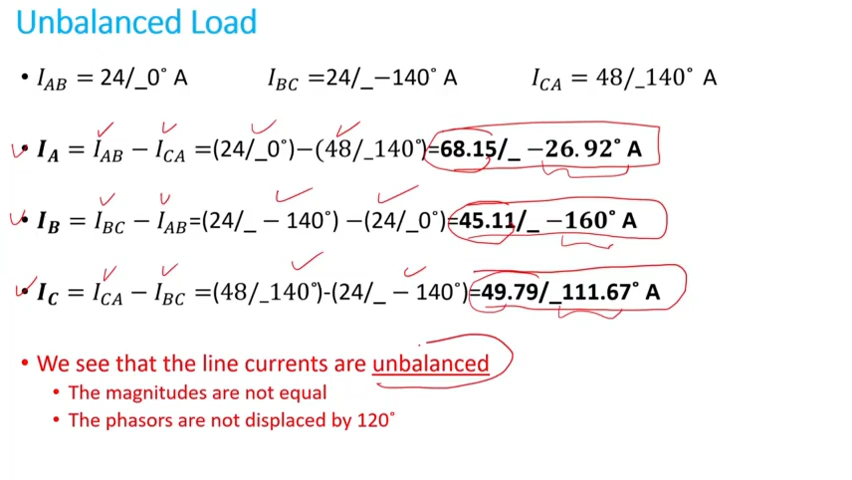 Unbalanced Load
• I_AB = 24/_0° A I_BC =24/_−140° A I_CA = 48/_140° A
• I_A = I_AB − I_CA =(24/_0°)−(48/_140°)=68.15/_ −26.92° A
• I_B = I_BC − I_AB=(24/_ − 140°) −(24/_0°)=45.11/_ −160° A
• I_C = I_CA − I_BC =(48/_140°)-(24/_ − 140°)=49.79/_111.67° A
• We see that the line currents are unbalanced
• The magnitudes are not equal
• The phasors are not displaced by 120°